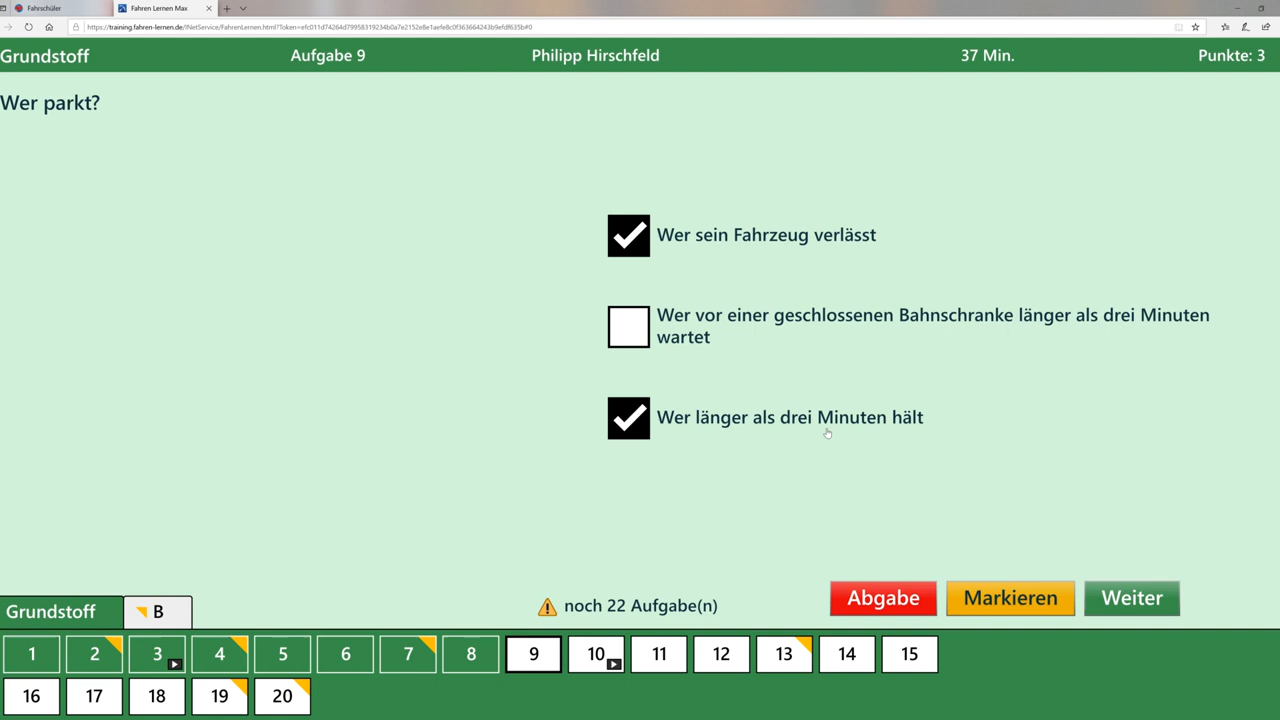 Fahrschüler
Fahren Lernen Max
Grundstoff
Aufgabe 9
Philipp Hirschfeld
37 Min.
Punkte: 3
Wer parkt?
Wer sein Fahrzeug verlässt
Wer vor einer geschlossenen Bahnschranke länger als drei Minuten
wartet
Wer länger als drei Minuten hält
Grundstoff
B
noch 22 Aufgabe(n)
Abgabe
Markieren
Weiter
1 2 3 4 5 6 7 8 9 10 11 12 13 14 15
16 17 18 19 20